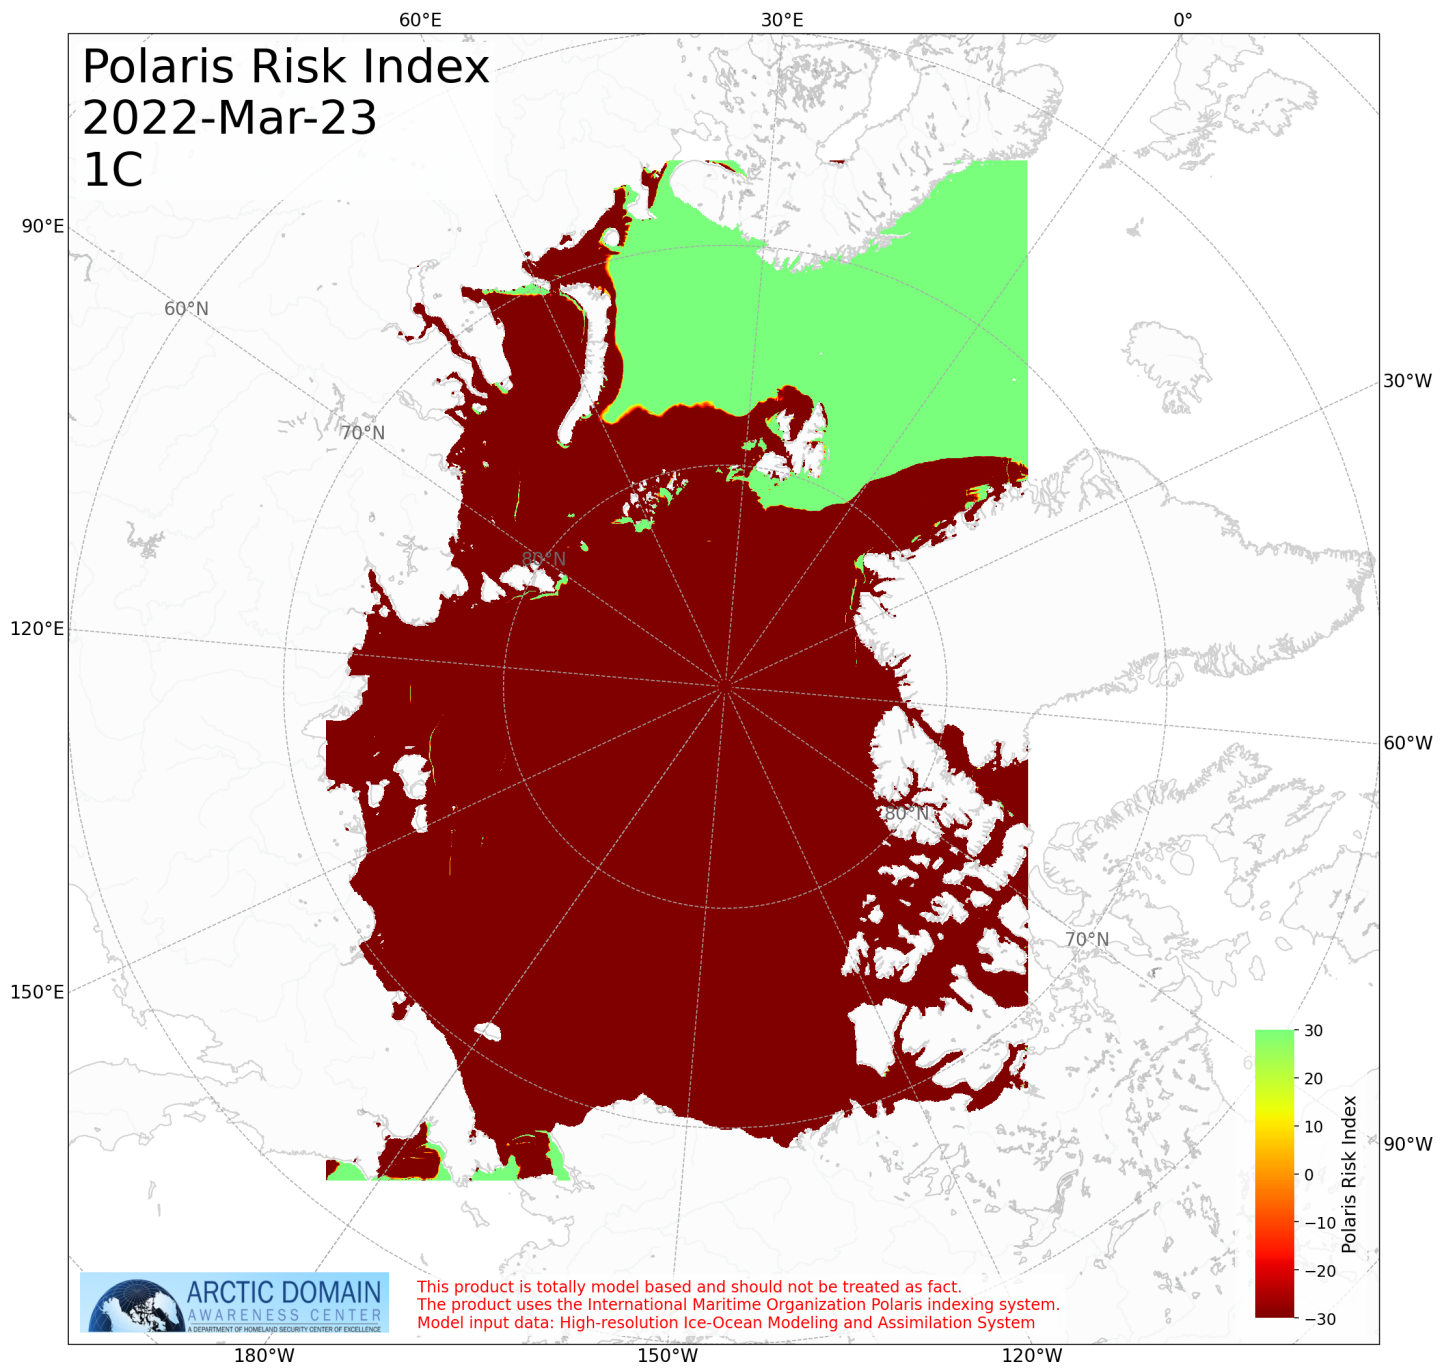 60°E
30°E
0°
Polaris Risk Index
2022-Mar-23
1C
90°E
60°N
30°W
70°N
80°N
120°E
60°W
80°N
70°N
150°E
30
20
10
0
−10
−20
−30
Polaris Risk Index
90°W
ARCTIC DOMAIN
AWARENESS CENTER
A DEPARTMENT OF HOMELAND SECURITY CENTER OF EXCELLENCE
This product is totally model based and should not be treated as fact.
The product uses the International Maritime Organization Polaris indexing system.
Model input data: High-resolution Ice-Ocean Modeling and Assimilation System
180°W
150°W
120°W